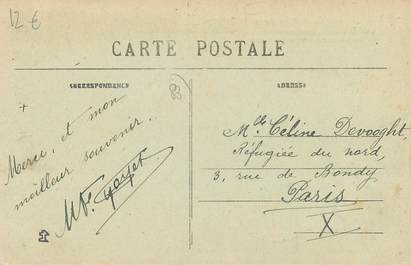 12 €
CARTE POSTALE
CORRESPONDANCE
ADRESSE
Merci, et mon
meilleur souvenir.
Mlle Céline Devooght,
Réfugiée du nord,
3, rue de Bondy
Paris
X